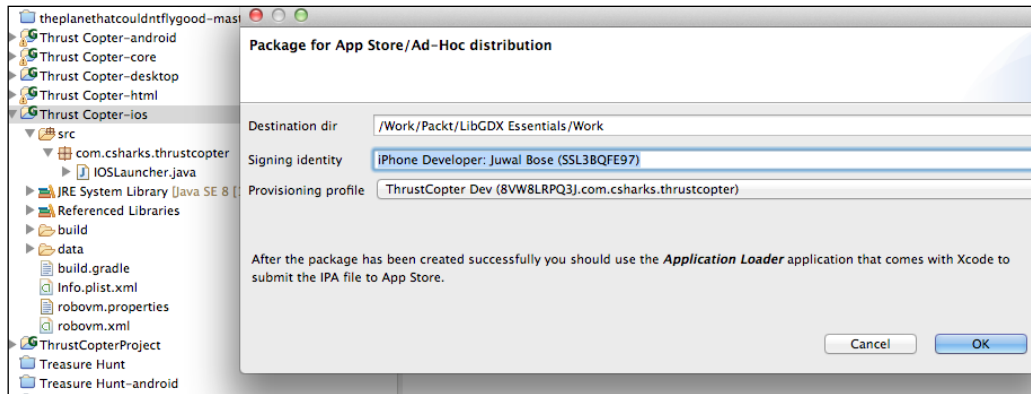 theplanethatcouldntflygood-mast
Thrust Copter-android
Thrust Copter-core
Thrust Copter-desktop
Thrust Copter-html
Thrust Copter-ios
src
com.csharks.thrustcopter
IOSLauncher.java
JRE System Library [Java SE 8 [
Referenced Libraries
build
data
build.gradle
Info.plist.xml
robovm.properties
robovm.xml
ThrustCopterProject
Treasure Hunt
Treasure Hunt-android
Package for App Store/Ad-Hoc distribution
Destination dir
/Work/Packt/LibGDX Essentials/Work
Signing identity
iPhone Developer: Juwal Bose (SSL3BQFE97)
Provisioning profile
ThrustCopter Dev (8VW8LRPQ3J.com.csharks.thrustcopter)
After the package has been created successfully you should use the Application Loader application that comes with Xcode to
submit the IPA file to App Store.
Cancel
OK